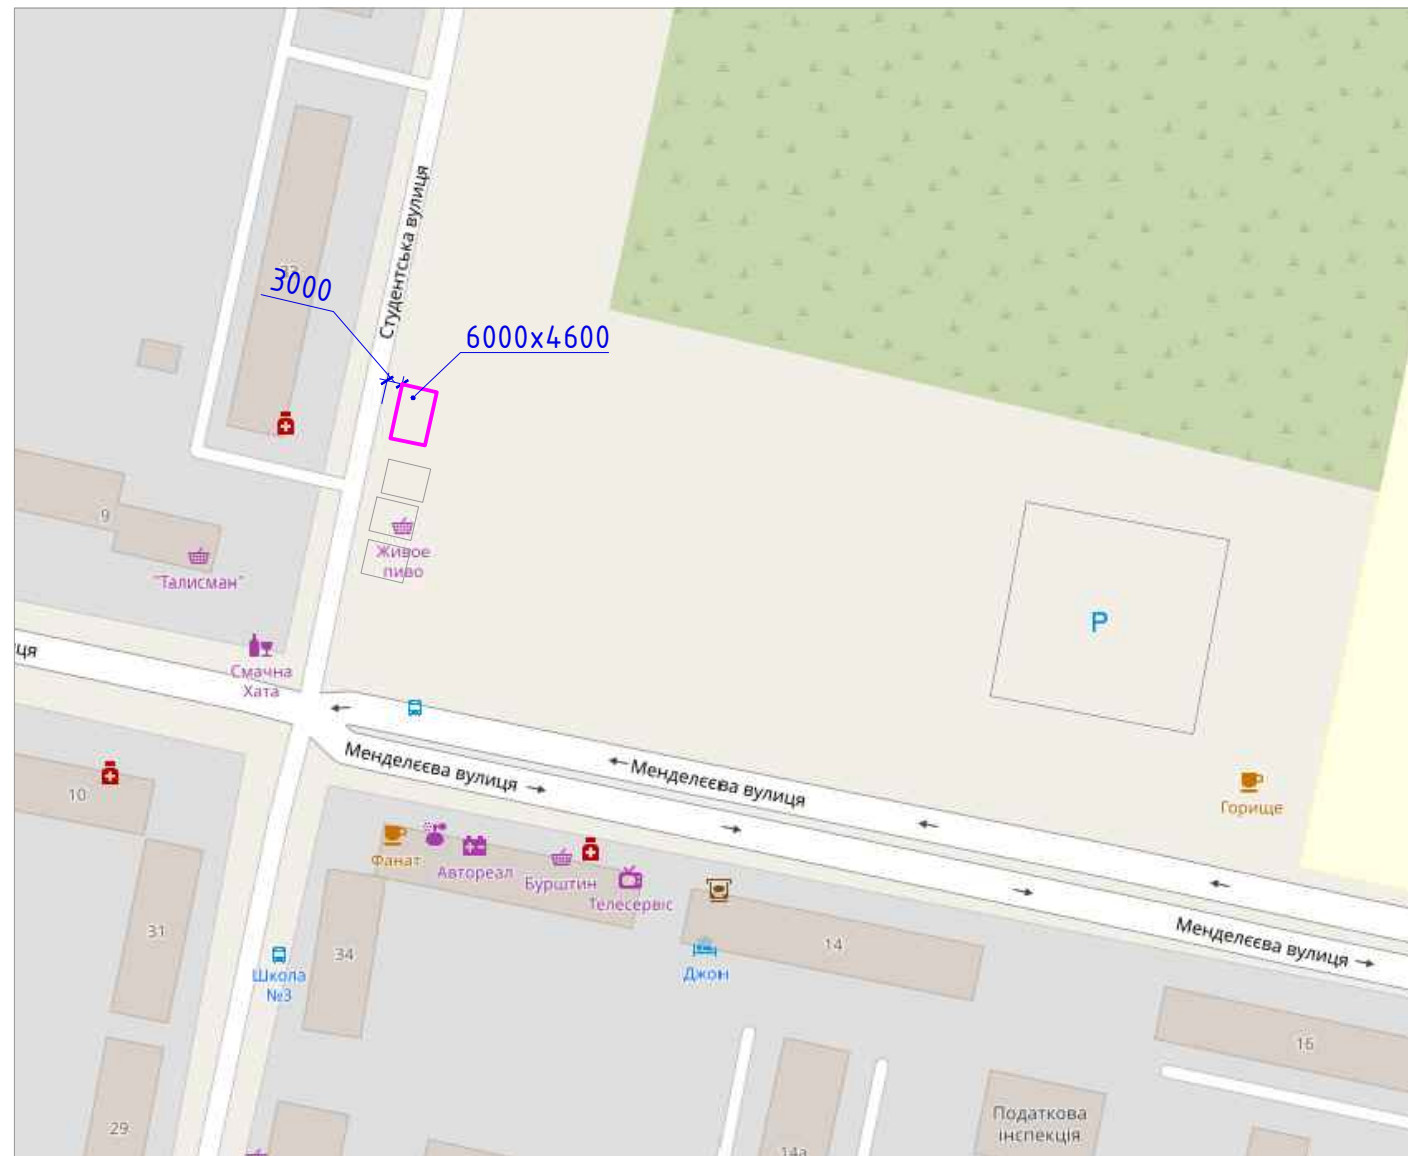 Студентська вулиця
3000
6000x4600
9
"Талисман"
Живое
пиво
P
ця
Смачна
Хата
Менделєєва вулиця
Менделєєва вулиця
Горище
10
Фанат
Автореал
Бурштин
Телесервіс
14
Джон
Менделєєва вулиця
31
34
Школа
№3
16
29
Податкова
інспекція
14а